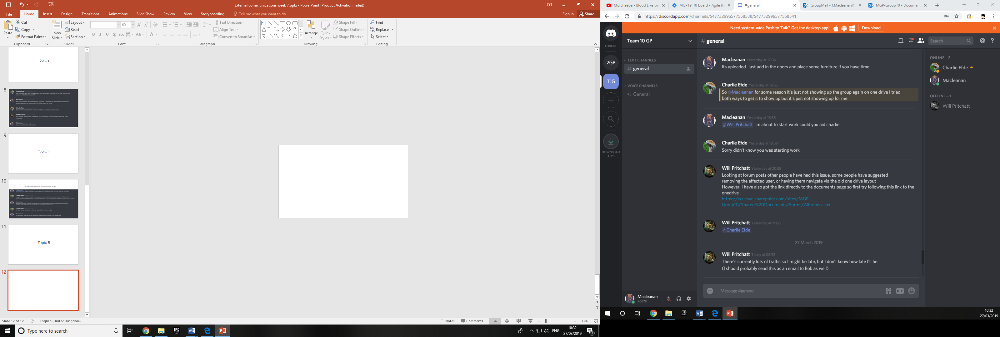 External communications week 7.pptx - PowerPoint (Product Activation Failed)
File Home Insert Design Transitions Animations Slide Show Review View Storyboarding Tell me what you want to do... Sign in Share
Paste
Cut
Copy
Format Painter
Clipboard
New Slide
Layout
Reset
Section
Slides
60
B I U S abc AV Aa A
Font
Text Direction
Align Text
Convert to SmartArt
Paragraph
Arrange
Quick Styles
Shape Fill
Shape Outline
Shape Effects
Drawing
Find
Replace
Select
Editing
Topic 3
8
9
Topic 4
10
11
Topic 5
12
Slide 12 of 12 English (United Kingdom) Notes Comments 33%
Type here to search
EPIC GAMES
ENG
10:32
27/03/2019
1
Morcheeba - Blood Like Le
MGP19_10 board - Agile Bo
#general
GroupMail - J.Macleanan@
MGP-Group10 - Document
https://discordapp.com/channels/547732996577558538/547732996577558541
Need system-wide Push to Talk? Get the desktop app! Download
1 ONLINE
2GP
T1G
DOWNLOAD
APPS
Team 10 GP
TEXT CHANNELS
# general
VOICE CHANNELS
General
Macleanan
#0678
# general
Search
Macleanan Yesterday at 17:06
Its uploaded. Just add in the doors and place some furniture if you have time
Charlie Efde Yesterday at 18:55
So @Macleanan for some reason it's just not showing up the group again on one drive I tried
both ways to get it to show up but it's just not showing up for me
Macleanan Yesterday at 18:58
@Will Pritchatt i'm about to start work could you aid charlie
Charlie Efde Yesterday at 18:59
Sorry didn't know you was starting work
Will Pritchatt Yesterday at 20:58
Looking at forum posts other people have had this issue, some people have suggested
removing the affected user, or having them navigate via the old one drive layout
However, I have also got the link directly to the documents page so first try following this link to the
onedrive
https://ccucsac.sharepoint.com/sites/MGP-
Group10/Shared%20Documents/Forms/AllItems.aspx
Will Pritchatt Yesterday at 21:06
@Charlie Efde
27 March 2019
Will Pritchatt Today at 08:33
There's currently lots of traffic so I might be late, but I don't know how late I'll be
(I should probably send this as an email to Rob as well)
Message #general
GIF
ONLINE—2
Charlie Efde
Macleanan
OFFLINE—1
Will Pritchatt
EPIC GAMES
10:32
27/03/2019